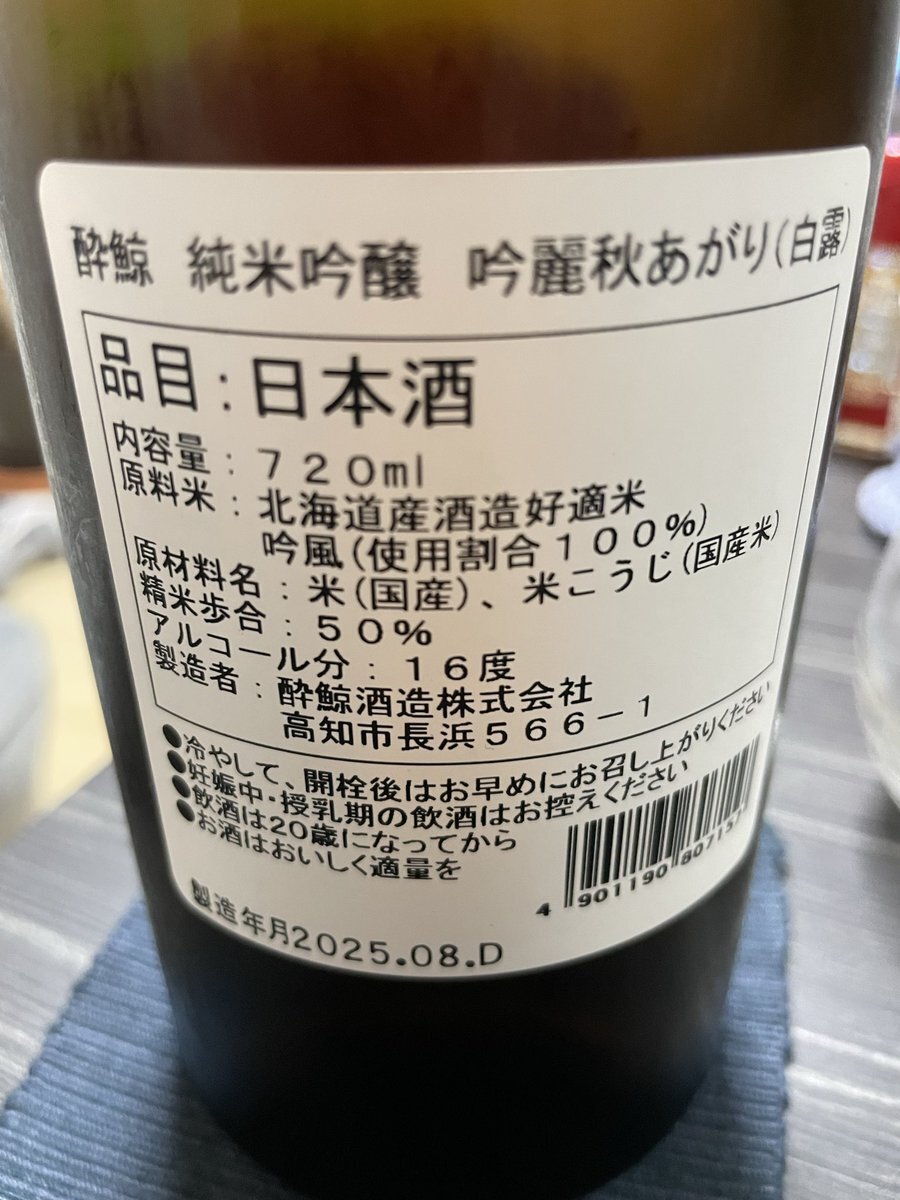 酔鯨 純米吟醸 吟麗秋あがり(白露)
品目:日本酒
内容量:720ml
原料米:北海道産酒造好適米
吟風(使用割合100%)
原材料名:米(国産)、米こうじ(国産米)
精米歩合:50%
アルコール分:16度
製造者:酔鯨酒造株式会社
高知市長浜566-1
●冷やして、開栓後はお早めにお召し上がりください
●妊娠中・授乳期の飲酒はお控えください
●飲酒は20歳になってから
●お酒はおいしく適量を
4 901190 80715
製造年月2025.08.D